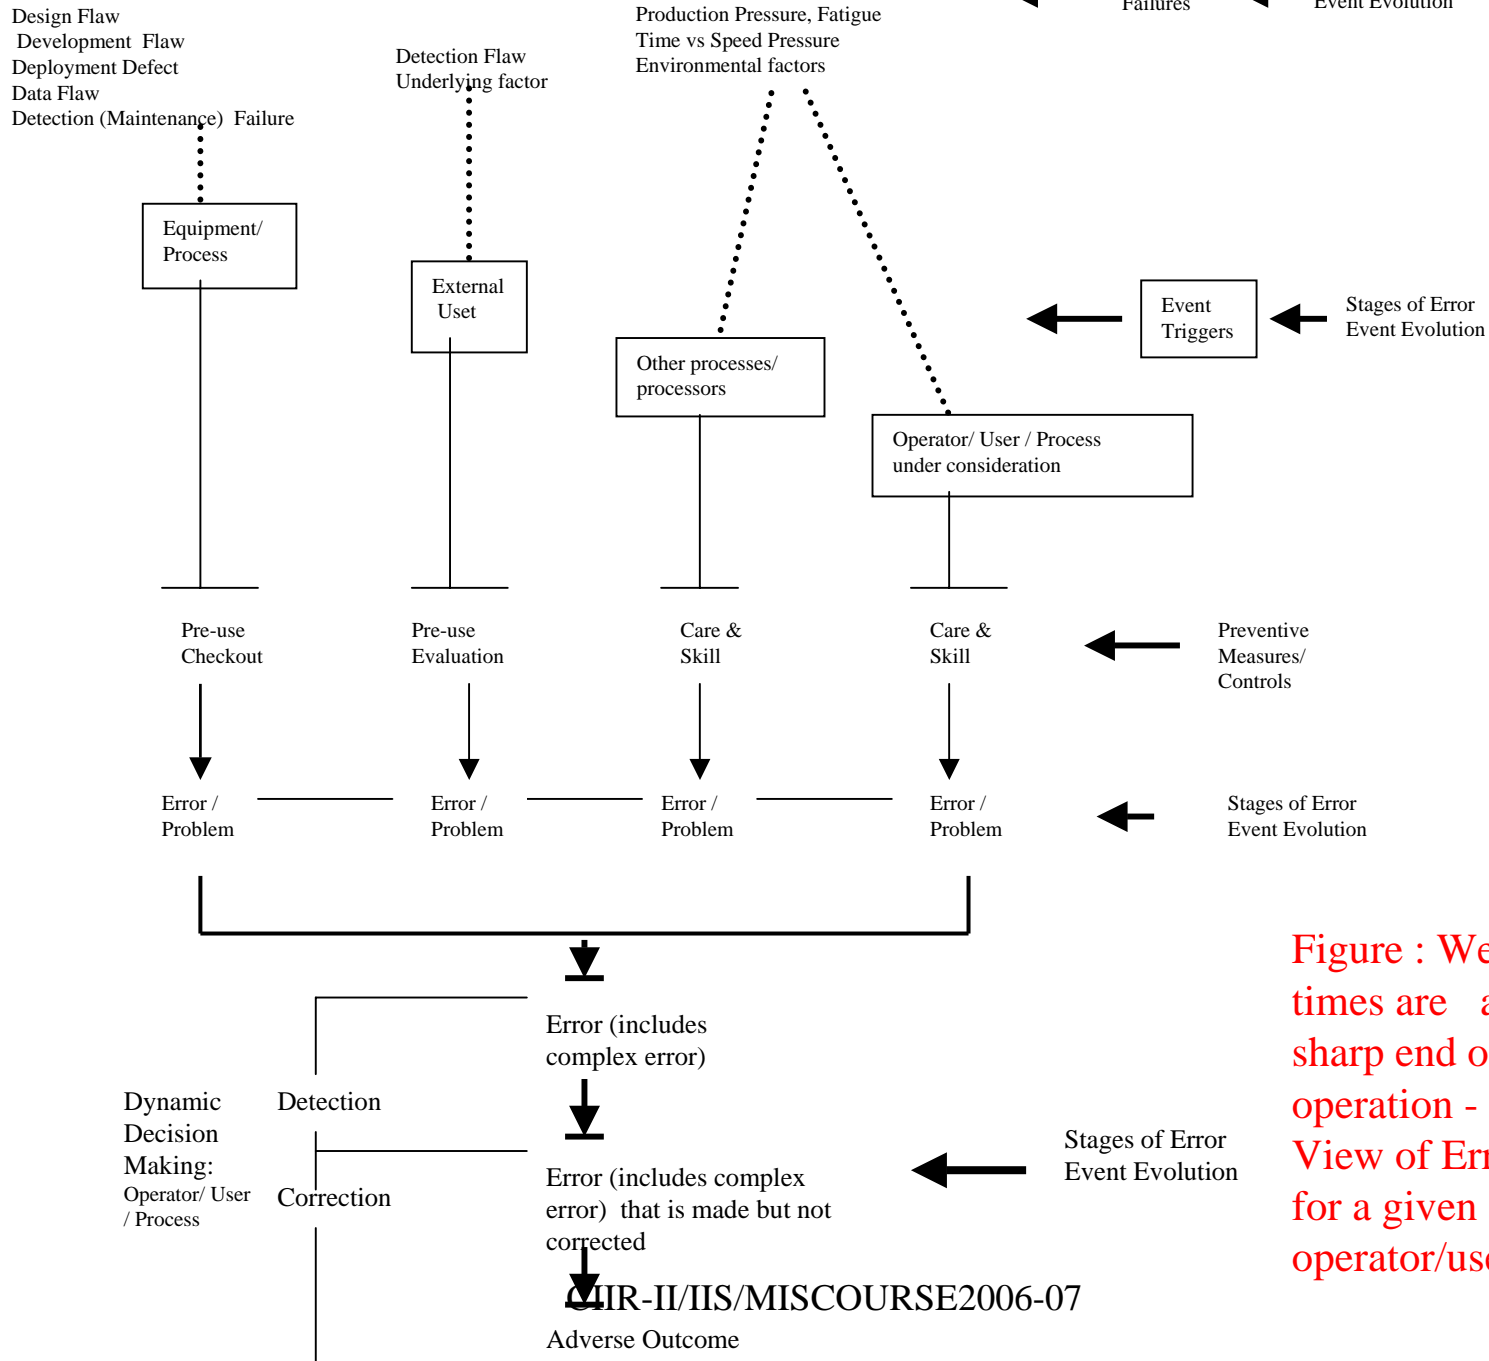 Design Flaw
Development Flaw
Deployment Defect
Data Flaw
Detection (Maintenance) Failure
Detection Flaw
Underlying factor
Production Pressure, Fatigue
Time vs Speed Pressure
Environmental factors
Failures
Event Evolution
Equipment/
Process
External
Uset
Other processes/
processors
Operator/ User / Process
under consideration
Event
Triggers
Stages of Error
Event Evolution
Pre-use
Checkout
Pre-use
Evaluation
Care &
Skill
Care &
Skill
Preventive
Measures/
Controls
Error /
Problem
Error /
Problem
Error /
Problem
Error /
Problem
Stages of Error
Event Evolution
Error (includes
complex error)
Dynamic
Decision
Making:
Operator/ User
/ Process
Detection
Correction
Error (includes complex
error) that is made but not
corrected
Stages of Error
Event Evolution
Figure : We
times are a
sharp end o
operation -
View of Err
for a given
operator/use
CIIR-II/IIS/MISCOURSE2006-07
Adverse Outcome